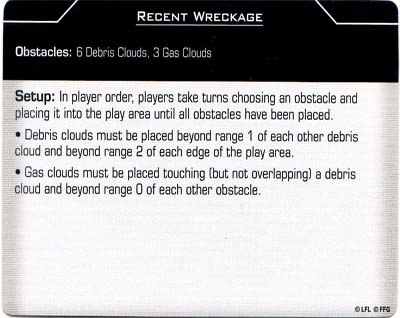 Recent Wreckage
Obstacles: 6 Debris Clouds, 3 Gas Clouds
Setup: In player order, players take turns choosing an obstacle and
placing it into the play area until all obstacles have been placed.
• Debris clouds must be placed beyond range 1 of each other debris
cloud and beyond range 2 of each edge of the play area.
• Gas clouds must be placed touching (but not overlapping) a debris
cloud and beyond range 0 of each other obstacle.
© LFL © FFG